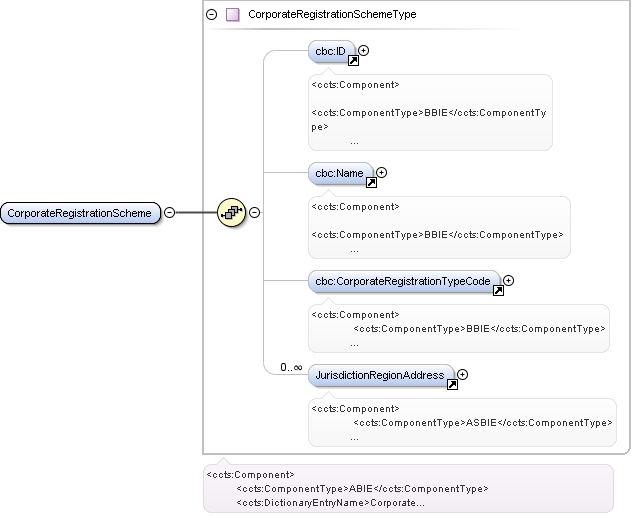 CorporateRegistrationSchemeType
cbc:ID
<ccts:Component>
<ccts:ComponentType>BBIE</ccts:ComponentTy
pe>
...
cbc:Name
<ccts:Component>
<ccts:ComponentType>BBIE</ccts:ComponentType>
...
CorporateRegistrationScheme
cbc:CorporateRegistrationTypeCode
<ccts:Component>
<ccts:ComponentType>BBIE</ccts:ComponentType>
...
0..∞
JurisdictionRegionAddress
<ccts:Component>
<ccts:ComponentType>ASBIE</ccts:ComponentType>
...
<ccts:Component>
<ccts:ComponentType>ABIE</ccts:ComponentType>
<ccts:DictionaryEntryName>Corporate...